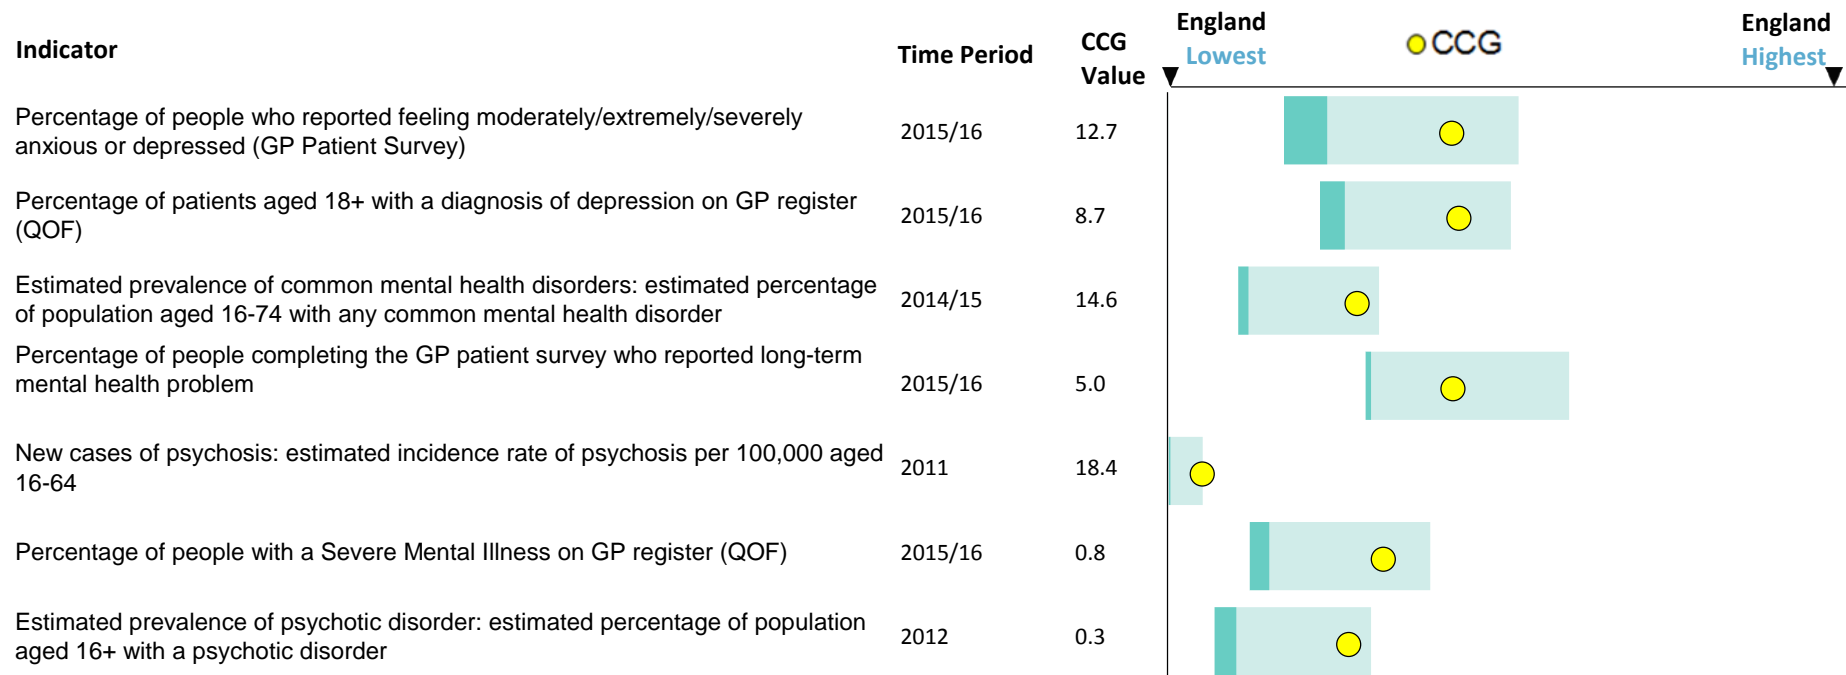 Indicator
Time Period
CCG
Value
England
Lowest
CCG
England
Highest
Percentage of people who reported feeling moderately/extremely/severely
anxious or depressed (GP Patient Survey)
2015/16
12.7
Percentage of patients aged 18+ with a diagnosis of depression on GP register
(QOF)
2015/16
8.7
Estimated prevalence of common mental health disorders: estimated percentage
of population aged 16-74 with any common mental health disorder
2014/15
14.6
Percentage of people completing the GP patient survey who reported long-term
mental health problem
2015/16
5.0
New cases of psychosis: estimated incidence rate of psychosis per 100,000 aged
16-64
2011
18.4
Percentage of people with a Severe Mental Illness on GP register (QOF)
2015/16
0.8
Estimated prevalence of psychotic disorder: estimated percentage of population
aged 16+ with a psychotic disorder
2012
0.3